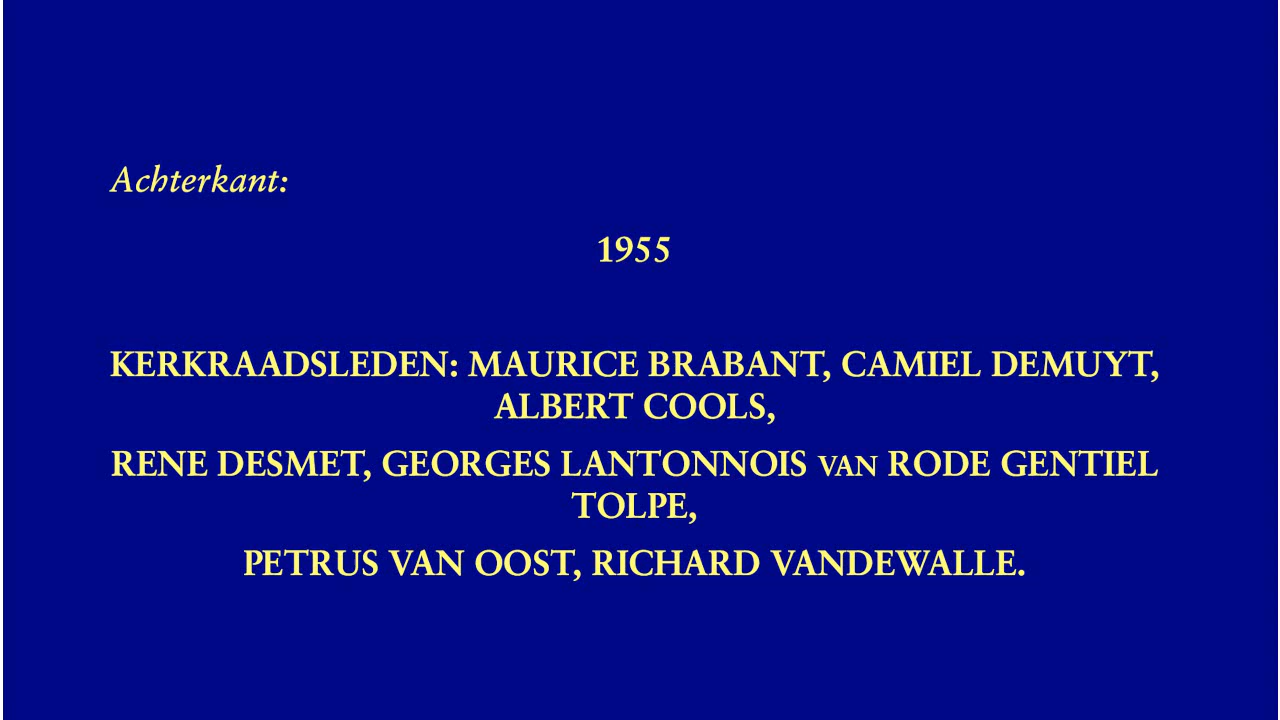 Achterkant:
1955
KERKRAADSLEDEN: MAURICE BRABANT, CAMIEL DEMUYT,
ALBERT COOLS,
RENE DESMET, GEORGES LANTONNOIS VAN RODE GENTIEL
TOLPE,
PETRUS VAN OOST, RICHARD VANDEWALLE.